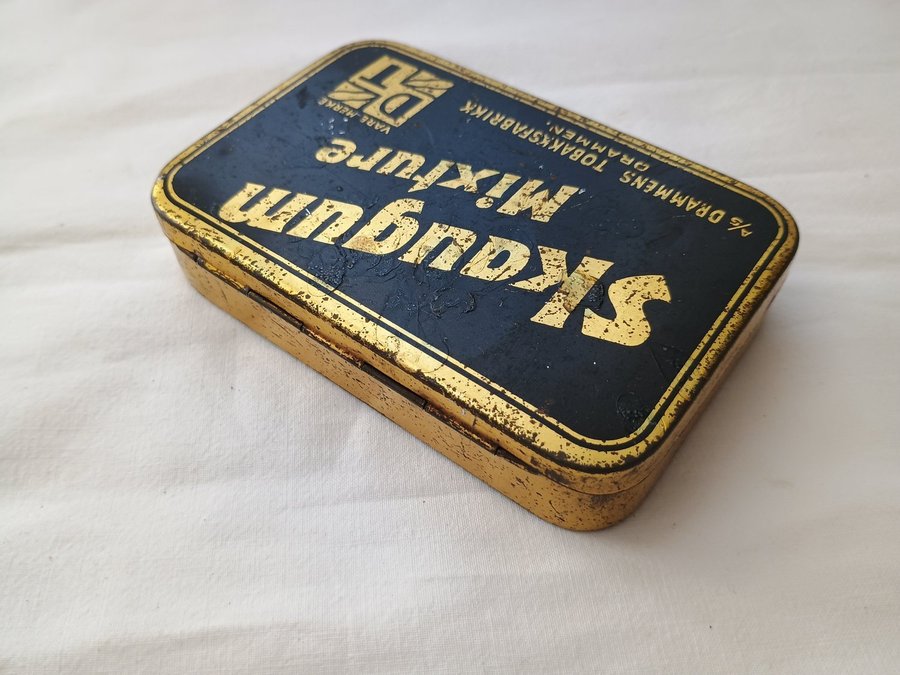 Skaugum
Mixture
VARE-MERKE
DT
A/S DRAMMENS TOBAKKSFABRIKK
DRAMMEN.